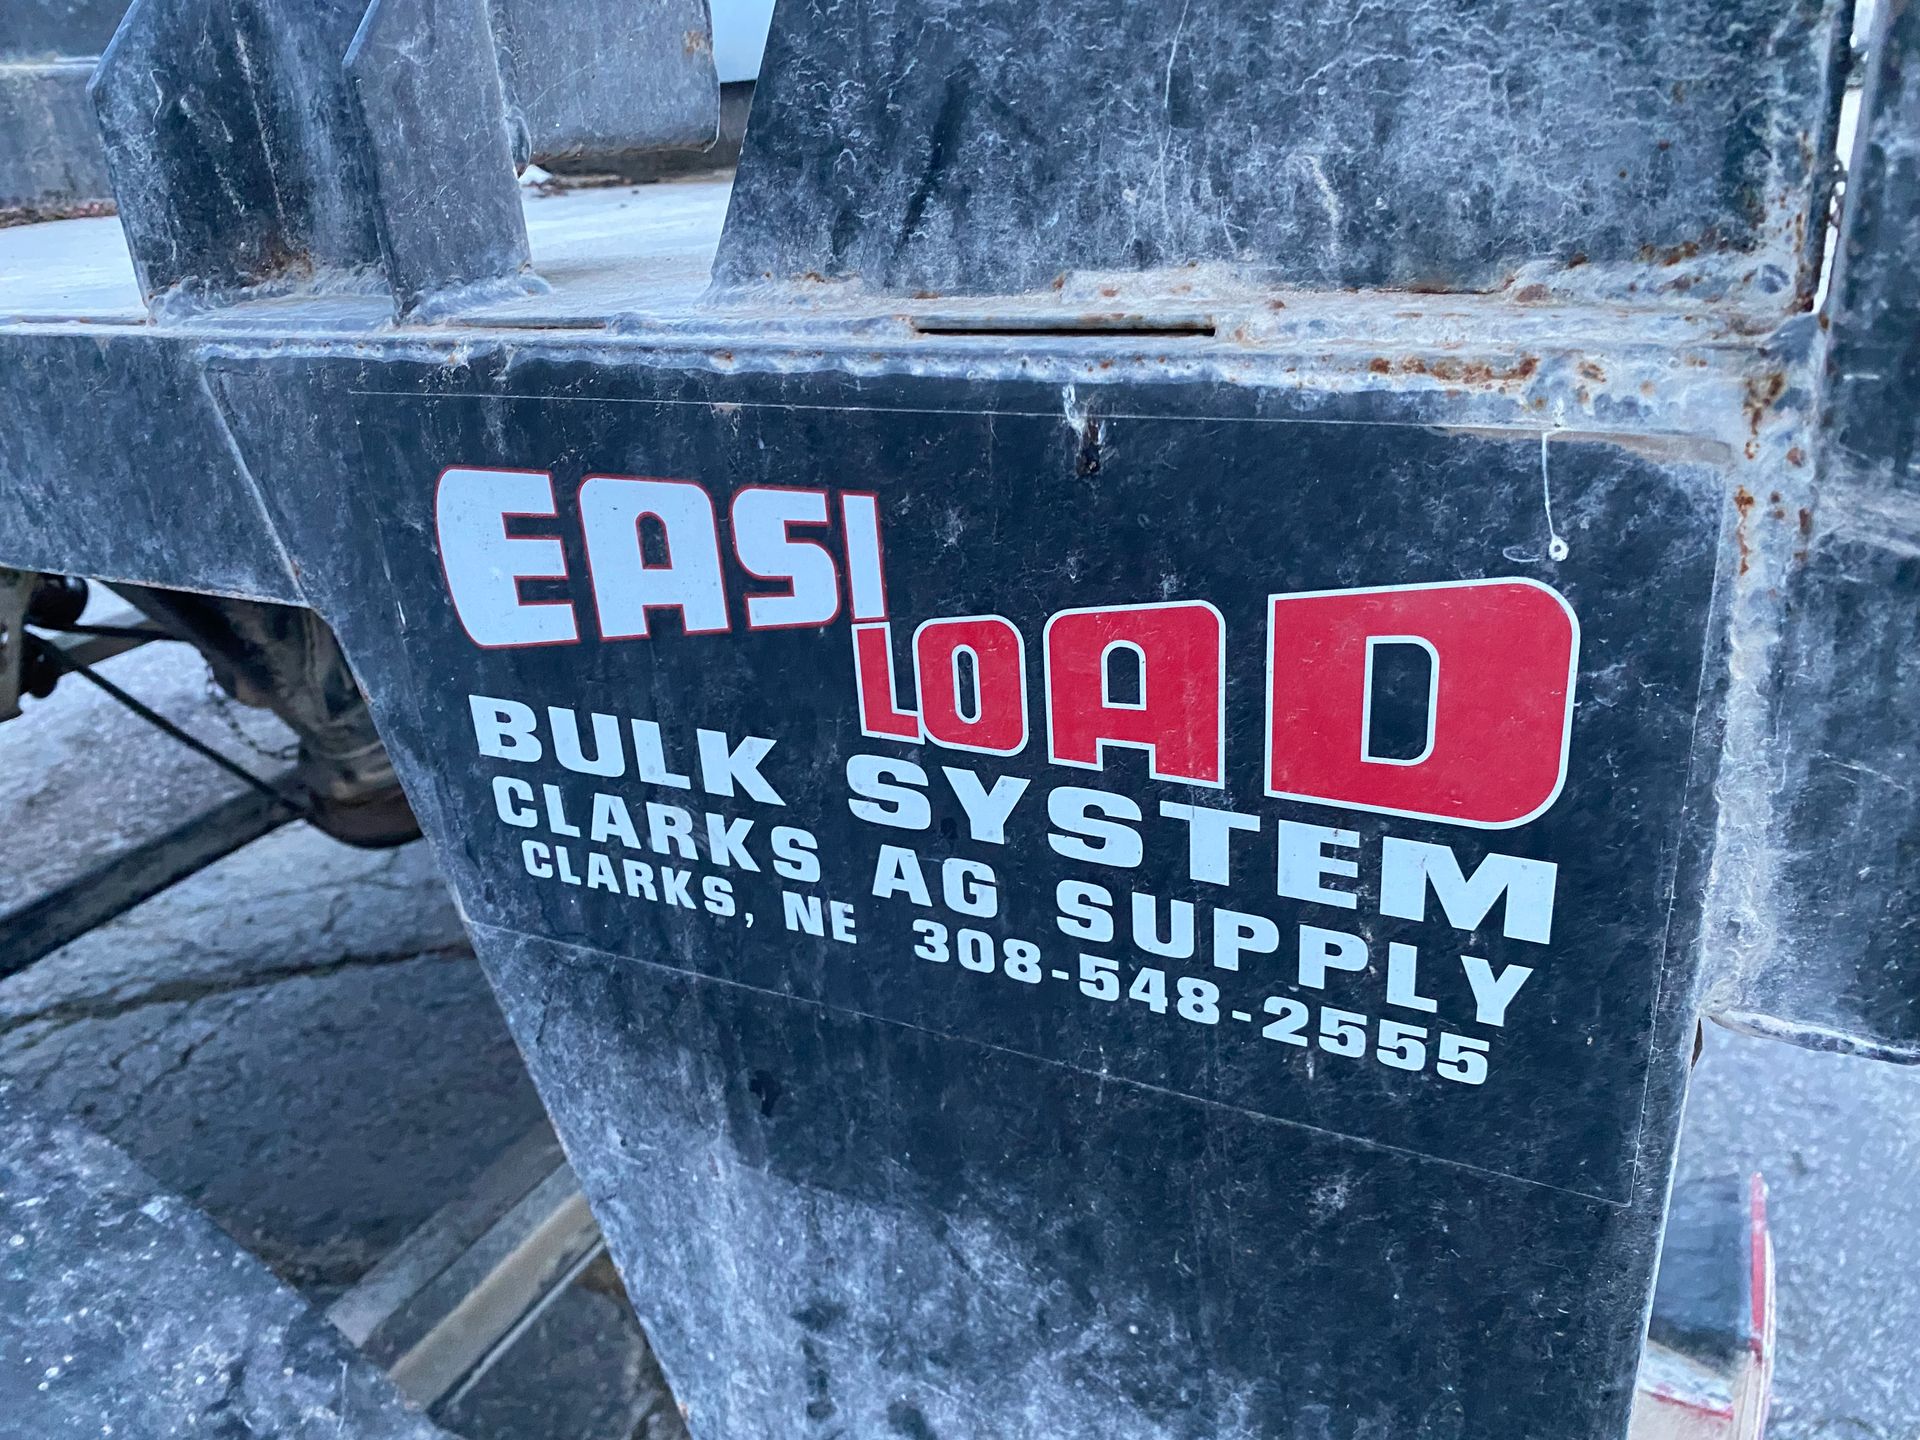 EASI
LOAD
BULK SYSTEM
CLARKS AG SUPPLY
CLARKS, NE 308-548-2555